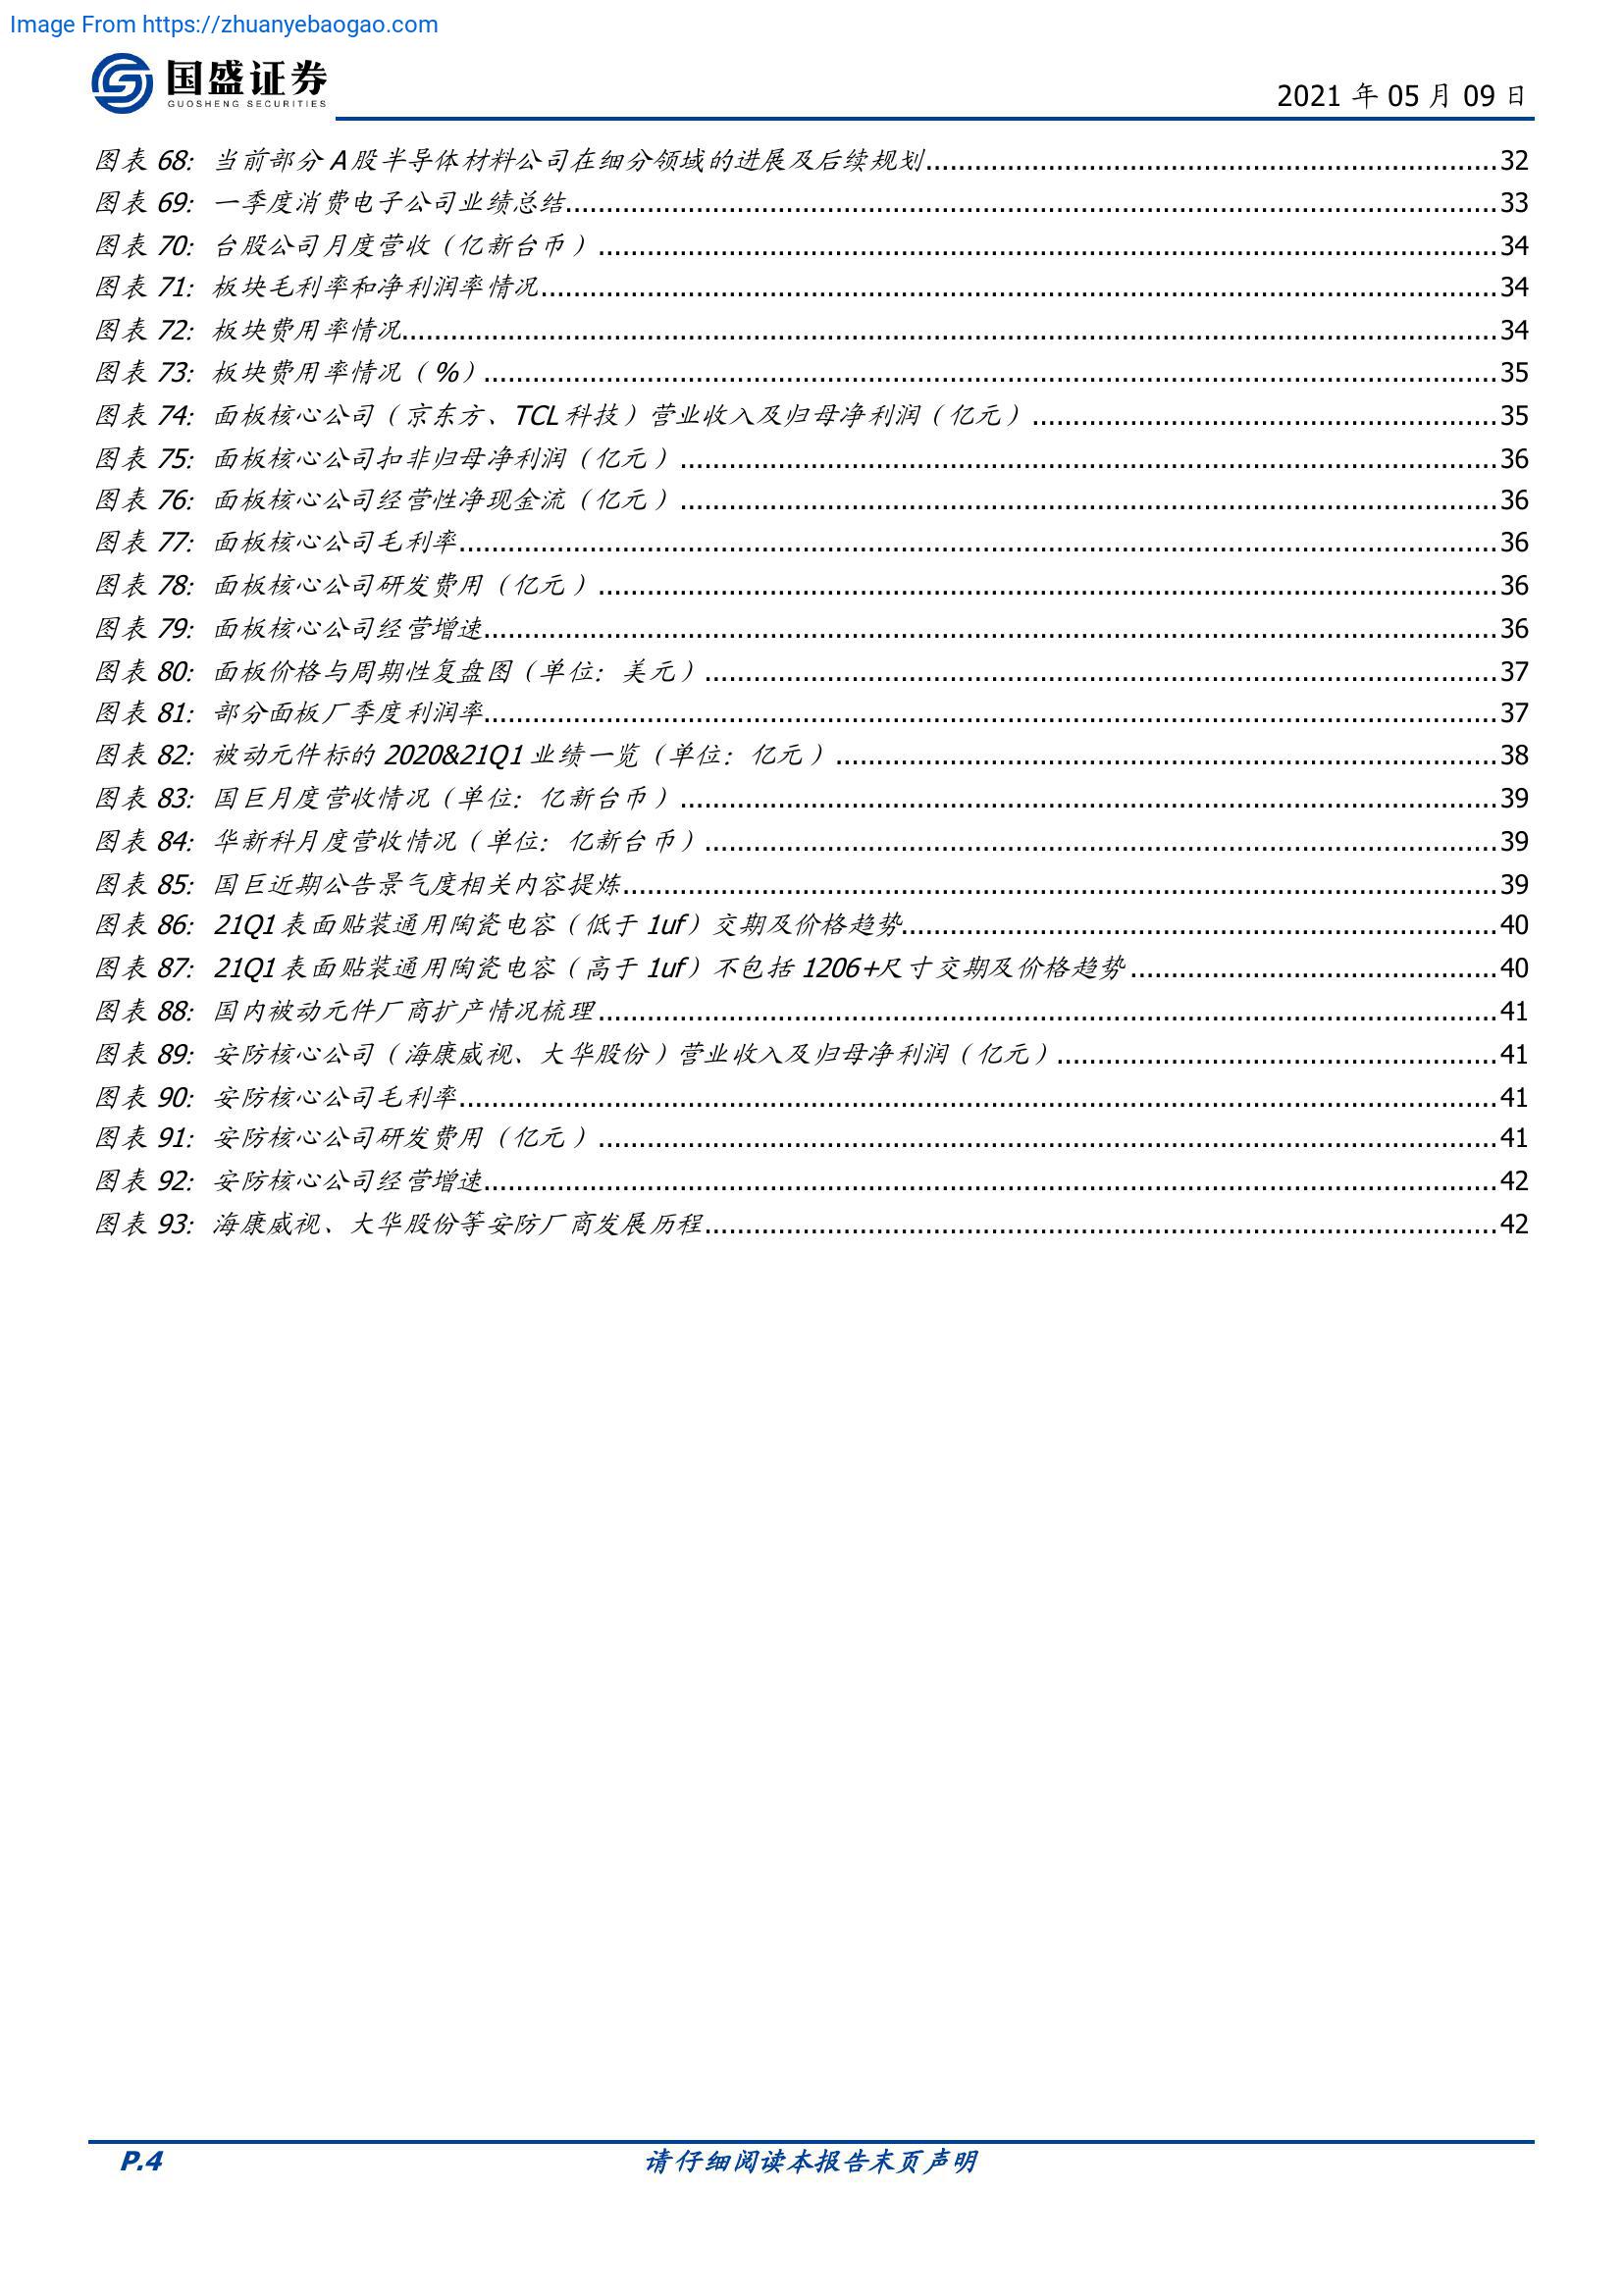 Image From https://zhuanyebaogao.com
国盛证券
GUOSHENG SECURITIES
2021 年 05 月 09 日
图表 68: 当前部分 A 股半导体材料公司在细分领域的进展及后续规划 32
图表 69: 一季度消费电子公司业绩总结 33
图表 70: 台股公司月度营收（亿新台币） 34
图表 71: 板块毛利率和净利润率情况 34
图表 72: 板块费用率情况 34
图表 73: 板块费用率情况（%） 35
图表 74: 面板核心公司（京东方、TCL 科技）营业收入及归母净利润（亿元） 35
图表 75: 面板核心公司扣非归母净利润（亿元） 36
图表 76: 面板核心公司经营性净现金流（亿元） 36
图表 77: 面板核心公司毛利率 36
图表 78: 面板核心公司研发费用（亿元） 36
图表 79: 面板核心公司经营增速 36
图表 80: 面板价格与周期性复盘图（单位: 美元） 37
图表 81: 部分面板厂季度利润率 37
图表 82: 被动元件标的 2020&21Q1 业绩一览（单位: 亿元） 38
图表 83: 国巨月度营收情况（单位: 亿新台币） 39
图表 84: 华新科月度营收情况（单位: 亿新台币） 39
图表 85: 国巨近期公告景气度相关内容提炼 39
图表 86: 21Q1 表面贴装通用陶瓷电容（低于 1uf）交期及价格趋势 40
图表 87: 21Q1 表面贴装通用陶瓷电容（高于 1uf）不包括 1206+尺寸交期及价格趋势 40
图表 88: 国内被动元件厂商扩产情况梳理 41
图表 89: 安防核心公司（海康威视、大华股份）营业收入及归母净利润（亿元） 41
图表 90: 安防核心公司毛利率 41
图表 91: 安防核心公司研发费用（亿元） 41
图表 92: 安防核心公司经营增速 42
图表 93: 海康威视、大华股份等安防厂商发展历程 42
P.4
请仔细阅读本报告末页声明